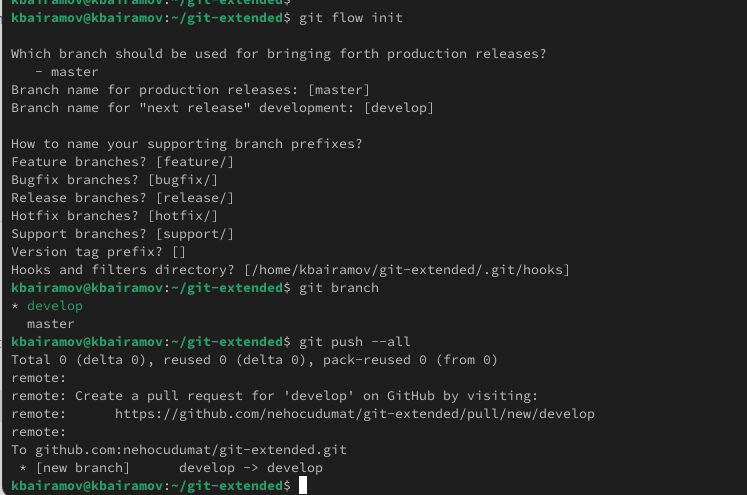 kbairamov@kbairamov:~/git-extended$ git flow init
Which branch should be used for bringing forth production releases?
   - master
Branch name for production releases: [master]
Branch name for "next release" development: [develop]
How to name your supporting branch prefixes?
Feature branches? [feature/]
Bugfix branches? [bugfix/]
Release branches? [release/]
Hotfix branches? [hotfix/]
Support branches? [support/]
Version tag prefix? []
Hooks and filters directory? [/home/kbairamov/git-extended/.git/hooks]
kbairamov@kbairamov:~/git-extended$ git branch
* develop
  master
kbairamov@kbairamov:~/git-extended$ git push --all
Total 0 (delta 0), reused 0 (delta 0), pack-reused 0 (from 0)
remote:
remote: Create a pull request for 'develop' on GitHub by visiting:
remote:      https://github.com/nehocudumat/git-extended/pull/new/develop
remote:
To github.com:nehocudumat/git-extended.git
 * [new branch]      develop -> develop
kbairamov@kbairamov:~/git-extended$